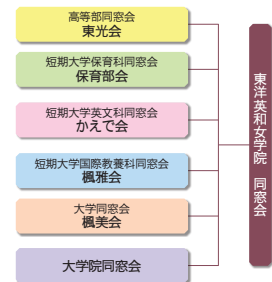 高等部同窓会
東光会
短期大学保育科同窓会
保育部会
短期大学英文科同窓会
かえで会
短期大学国際教養科同窓会
楓雅会
大学同窓会
楓美会
大学院同窓会
東洋英和女学院 同窓会